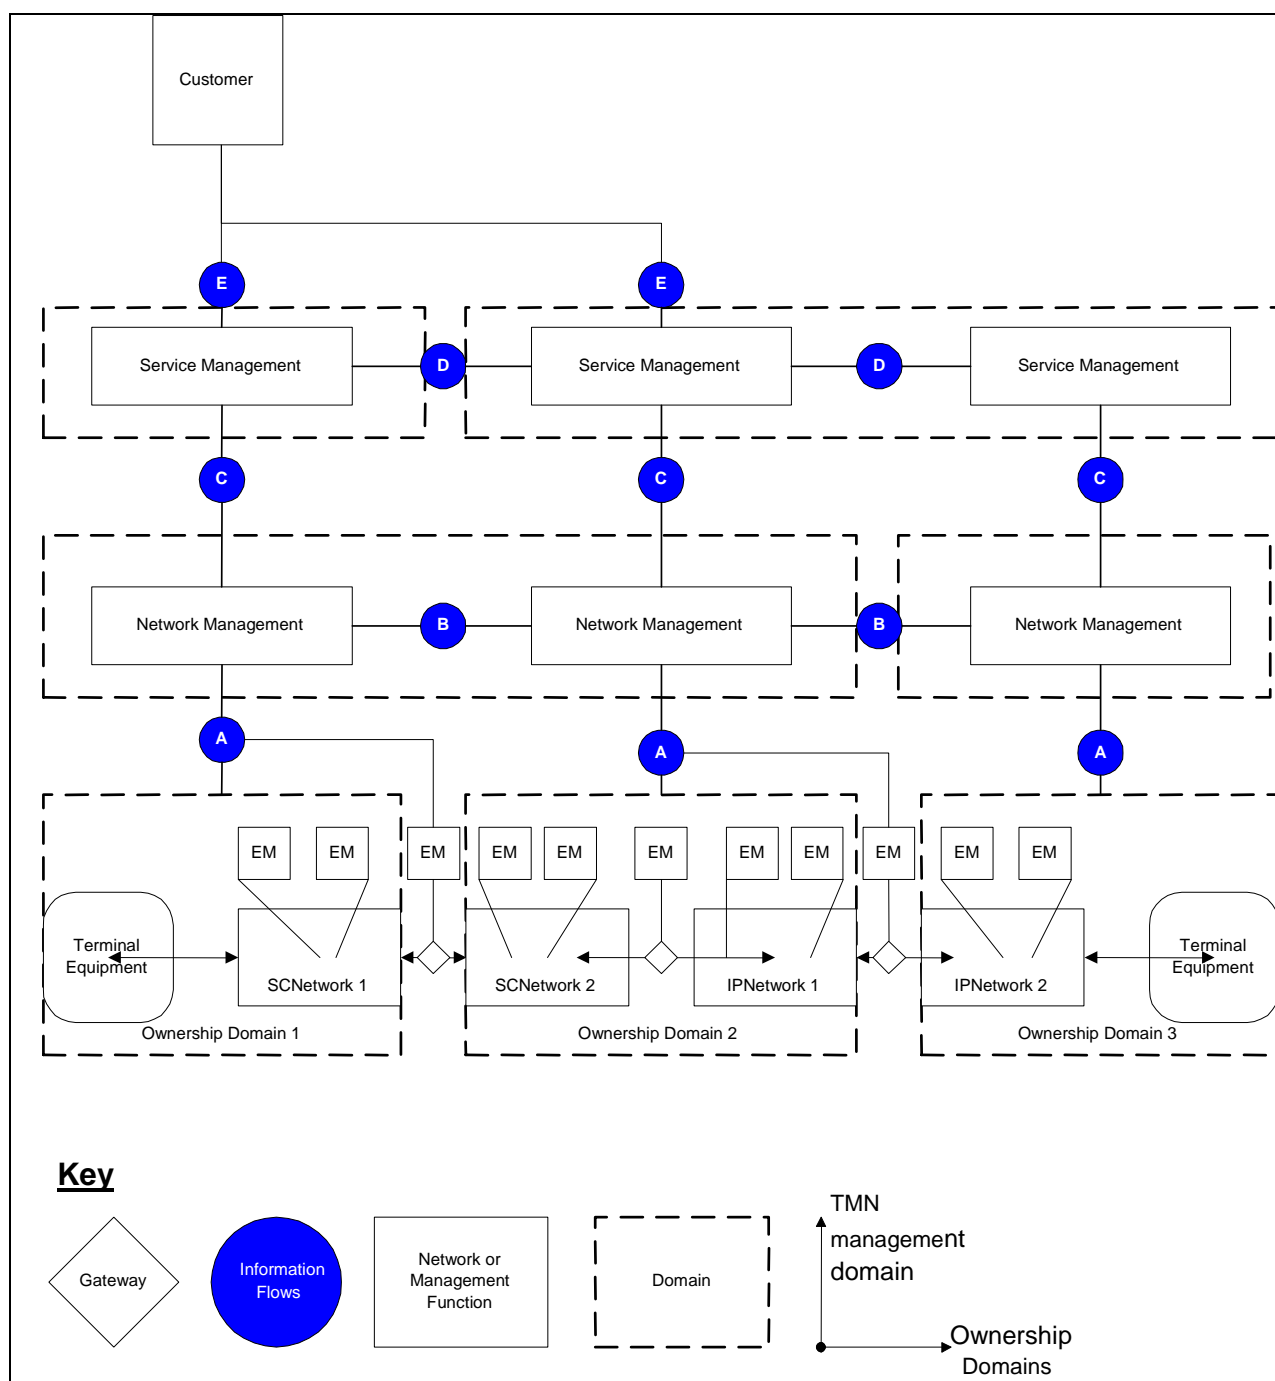 Customer
E E
Service Management D Service Management D Service Management
C C C
Network Management B Network Management B Network Management
A A A
EM EM EM EM EM EM EM EM EM EM EM
Terminal
Equipment
SCNetwork 1 SCNetwork 2 IPNetwork 1 IPNetwork 2
Terminal
Equipment
Ownership Domain 1 Ownership Domain 2 Ownership Domain 3
Key
Gateway
Information
Flows
Network or
Management
Function
Domain
TMN
management
domain
Ownership
Domains